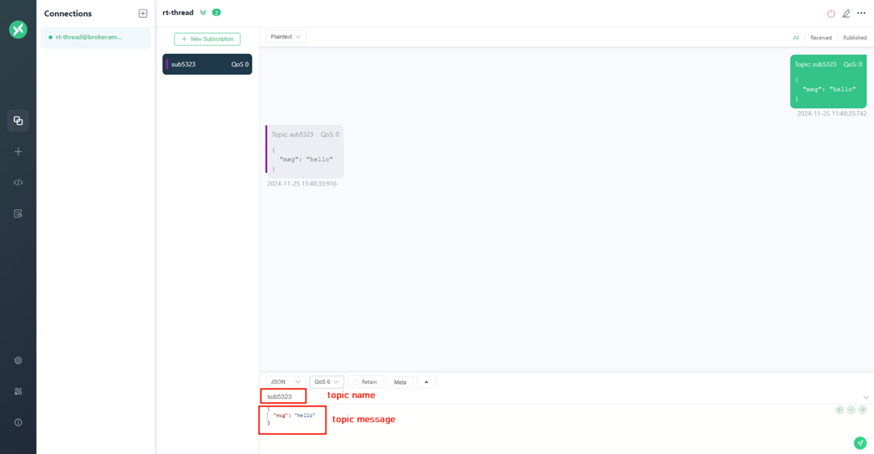 Connections
rt-thread@broker.em...
rt-thread
2
+ New Subscription
sub5323 QoS 0
Plaintext
All Received Published
Topic: sub5323 QoS: 0
{
"msg": "hello"
}
2024-11-25 11:48:35:742
Topic: sub5323 QoS: 0
{
"msg": "hello"
}
2024-11-25 11:48:35:916
JSON QoS 0 Retain Meta
sub5323 topic name
{
"msg": "hello"
}
topic message